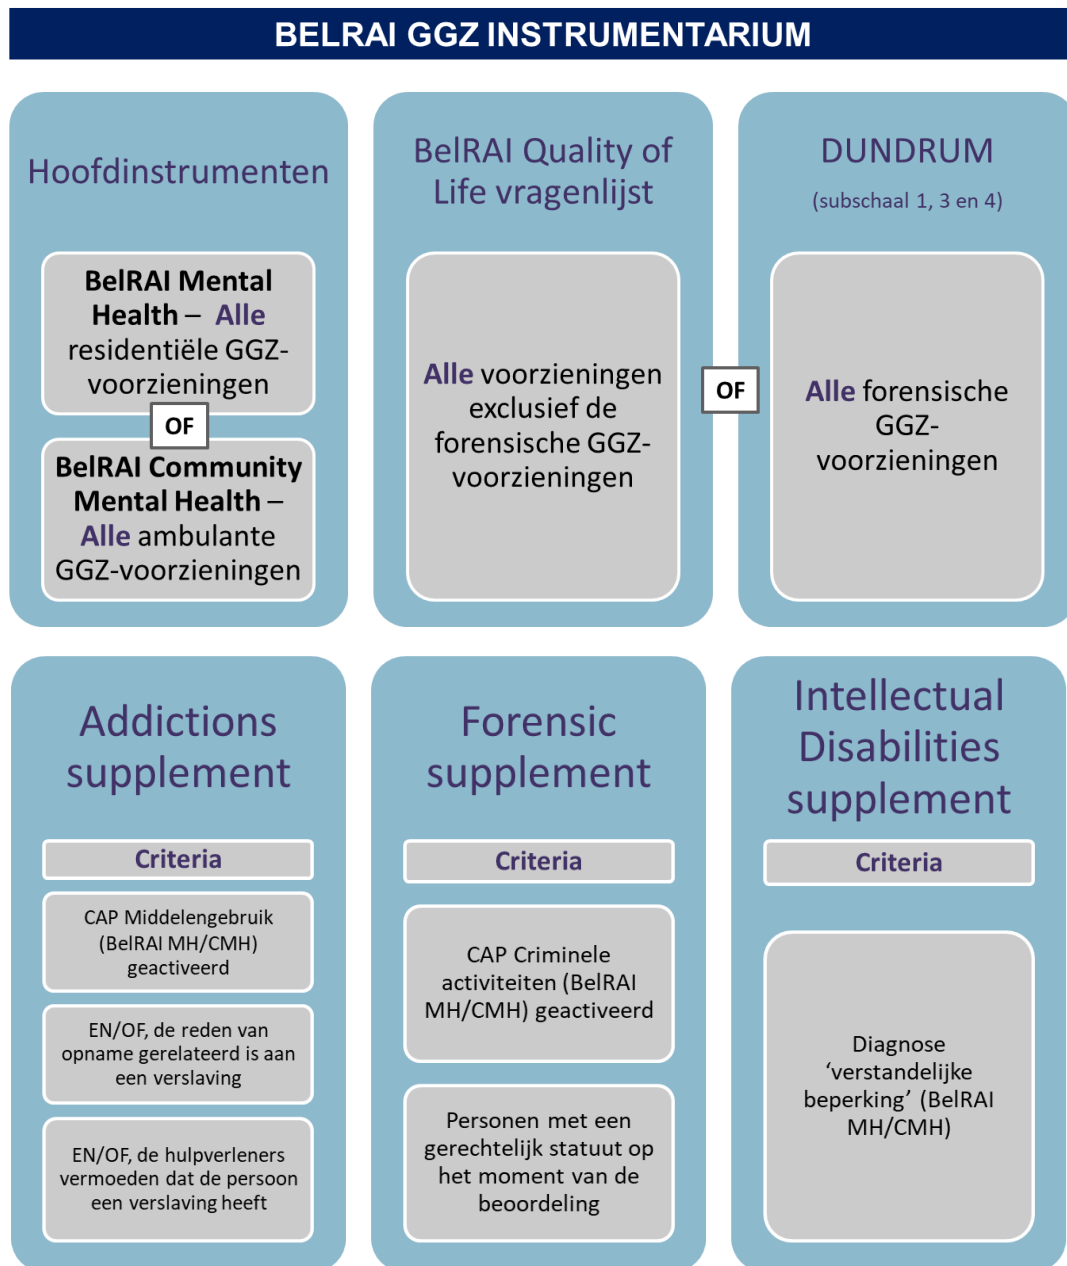 BELRAI GGZ INSTRUMENTARIUM
Hoofdinstrumenten
BelRAI Mental
Health – Alle
residentiële GGZ-
voorzieningen
OF
BelRAI Community
Mental Health –
Alle ambulante
GGZ-voorzieningen
BelRAI Quality of
Life vragenlijst
Alle voorzieningen
exclusief de
forensische GGZ-
voorzieningen
OF
DUNDRUM
(subschaal 1, 3 en 4)
Alle forensische
GGZ-
voorzieningen
Addictions
supplement
Criteria
CAP Middelengebruik
(BelRAI MH/CMH)
geactiveerd
EN/OF, de reden van
opname gerelateerd is aan
een verslaving
EN/OF, de hulpverleners
vermoeden dat de persoon
een verslaving heeft
Forensic
supplement
Criteria
CAP Criminele
activiteiten (BelRAI
MH/CMH) geactiveerd
Personen met een
gerechtelijk statuut op
het moment van de
beoordeling
Intellectual
Disabilities
supplement
Criteria
Diagnose
‘verstandelijke
beperking’ (BelRAI
MH/CMH)